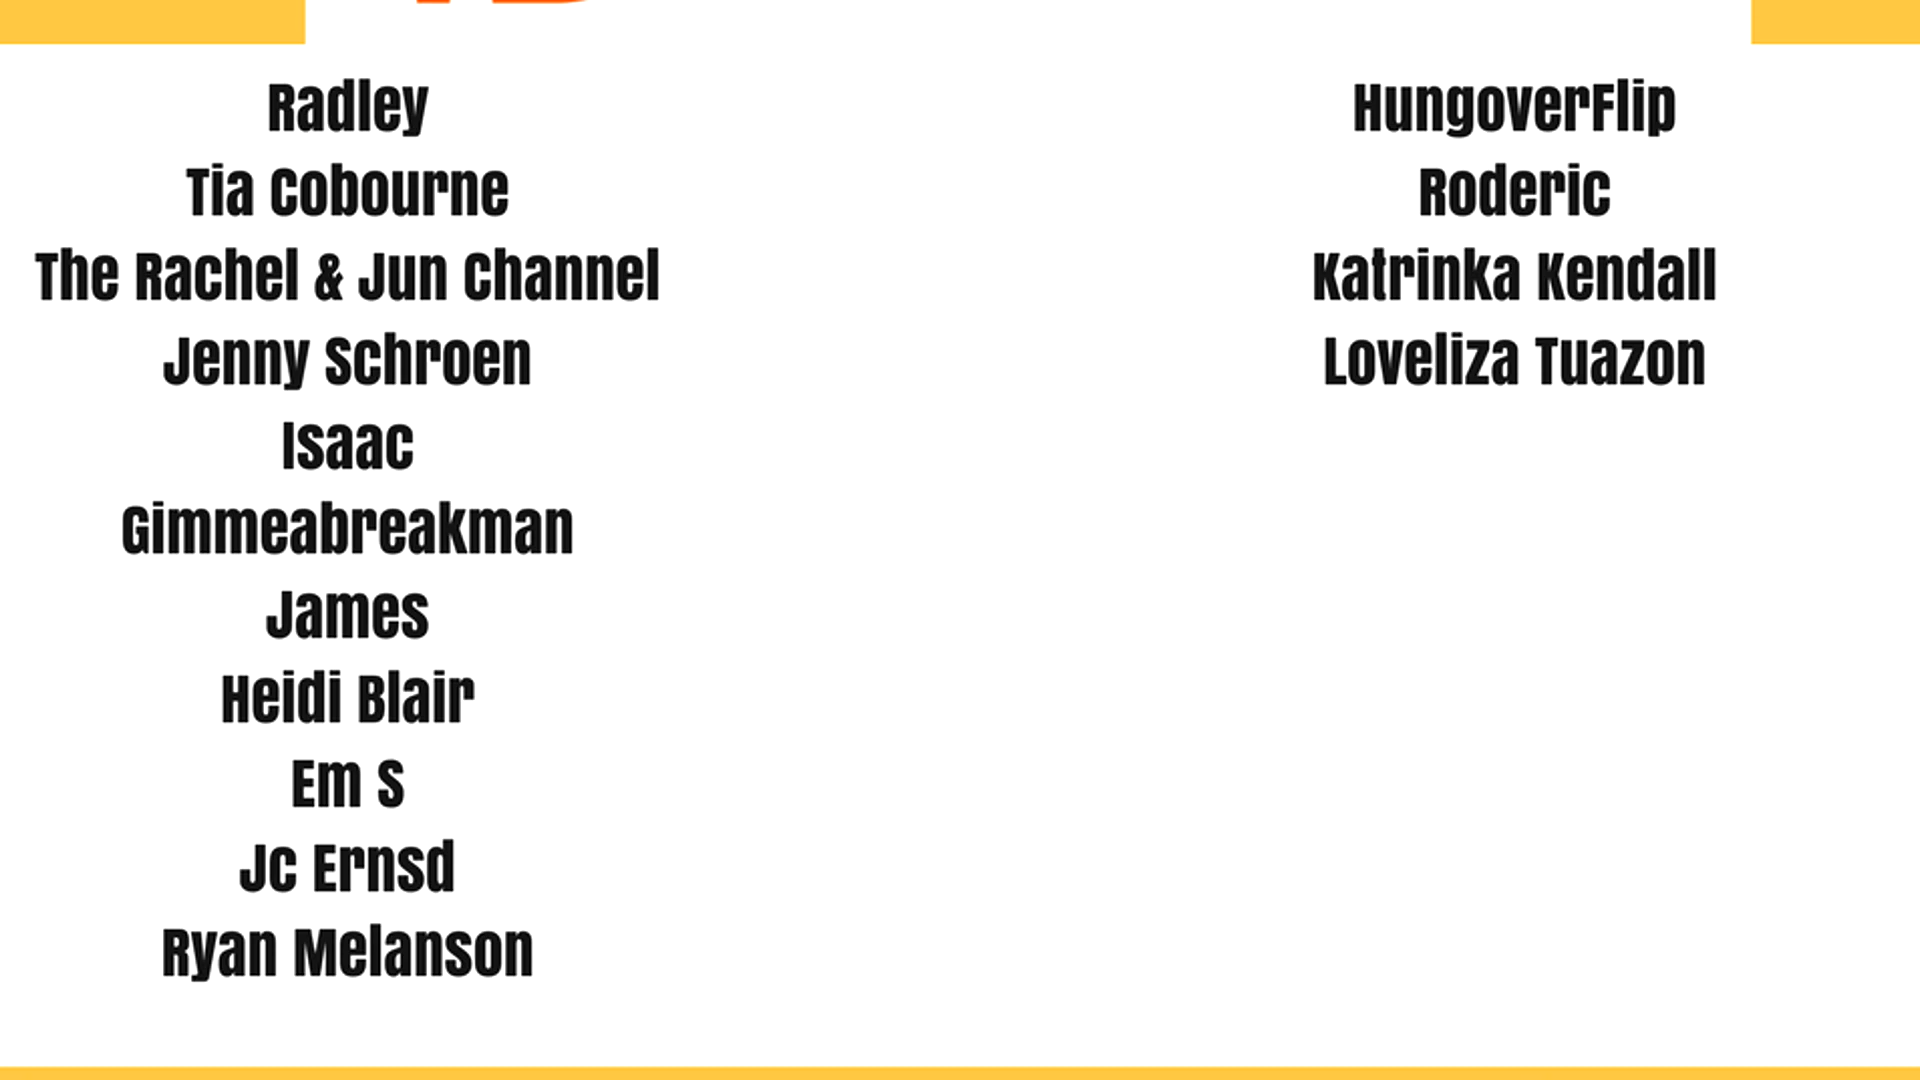 Radley
Tia Cobourne
The Rachel & Jun Channel
Jenny Schroen
Isaac
Gimmeabreakman
James
Heidi Blair
Em S
Jc Ernsd
Ryan Melanson
HungoverFlip
Roderic
Katrinka Kendall
Loveliza Tuazon